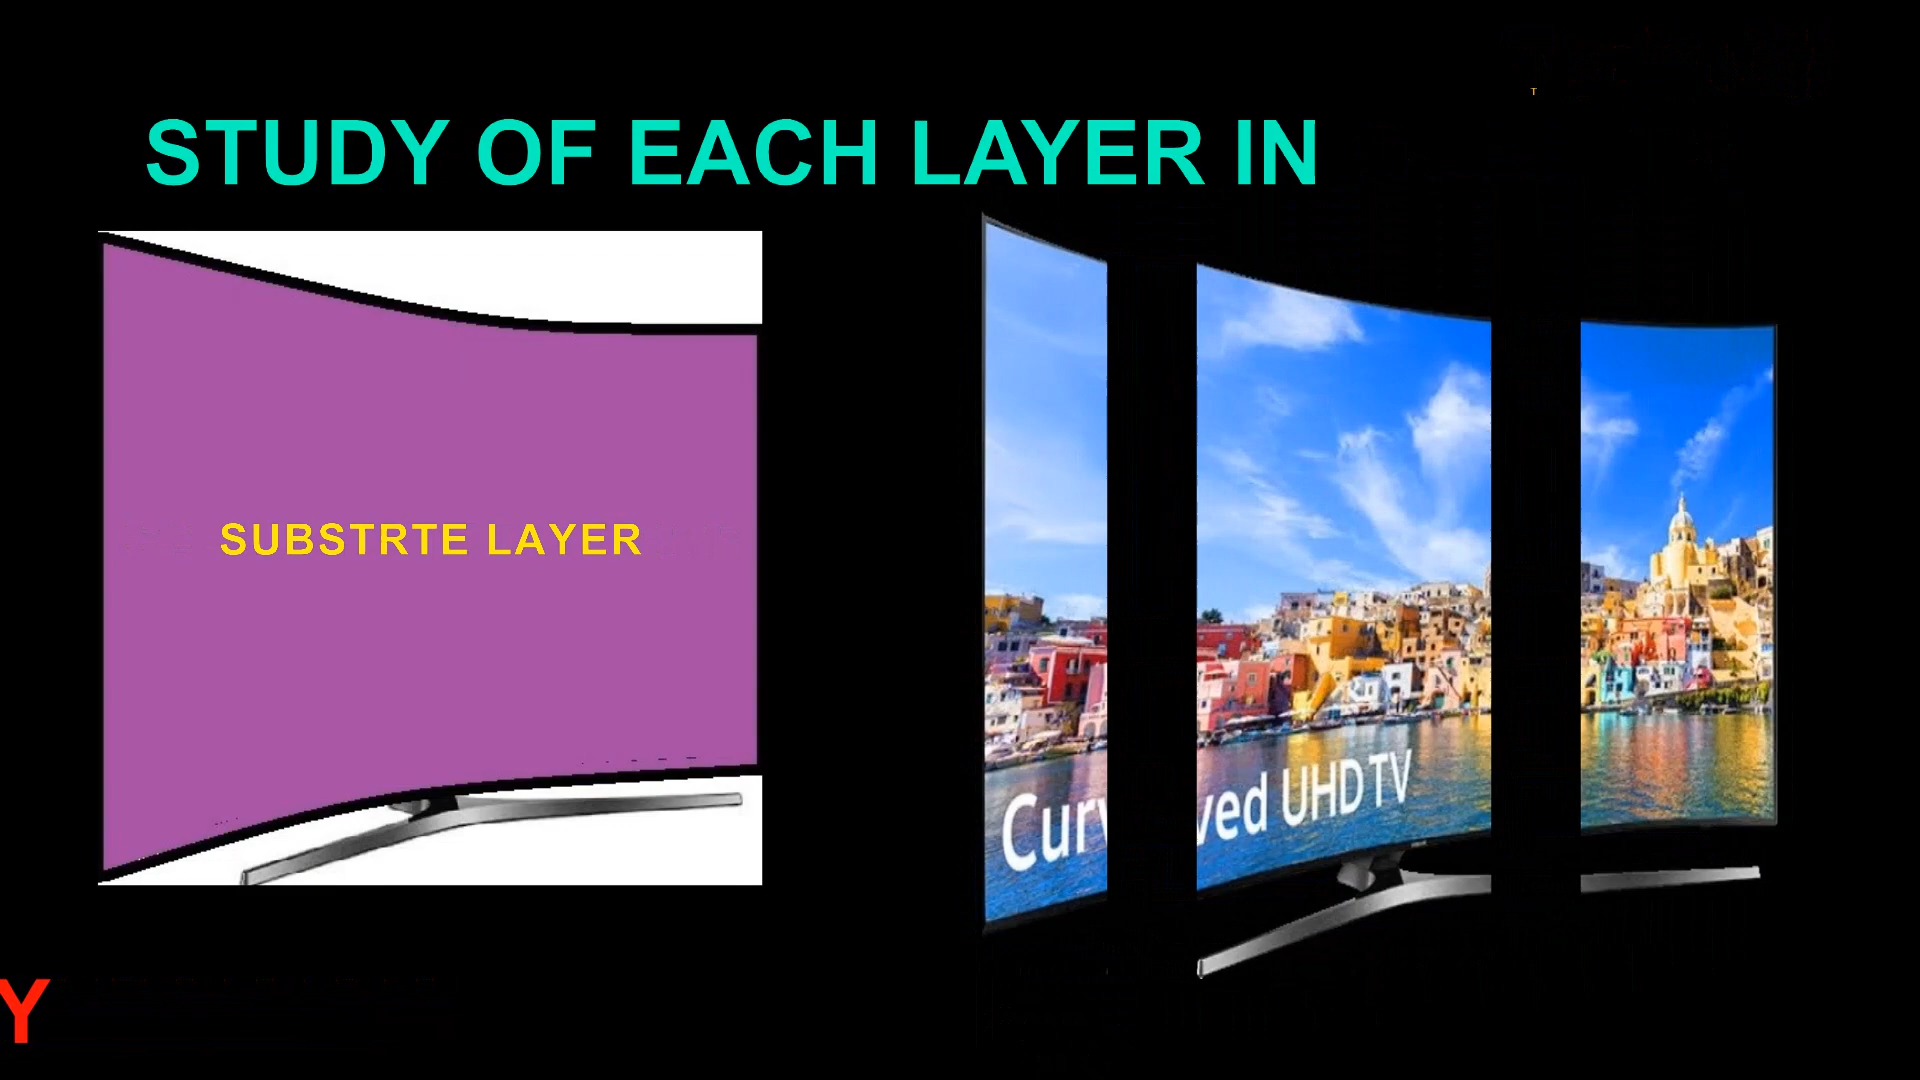 T
STUDY OF EACH LAYER IN
SUBSTRTE LAYER
Curv
ved UHD TV
Y